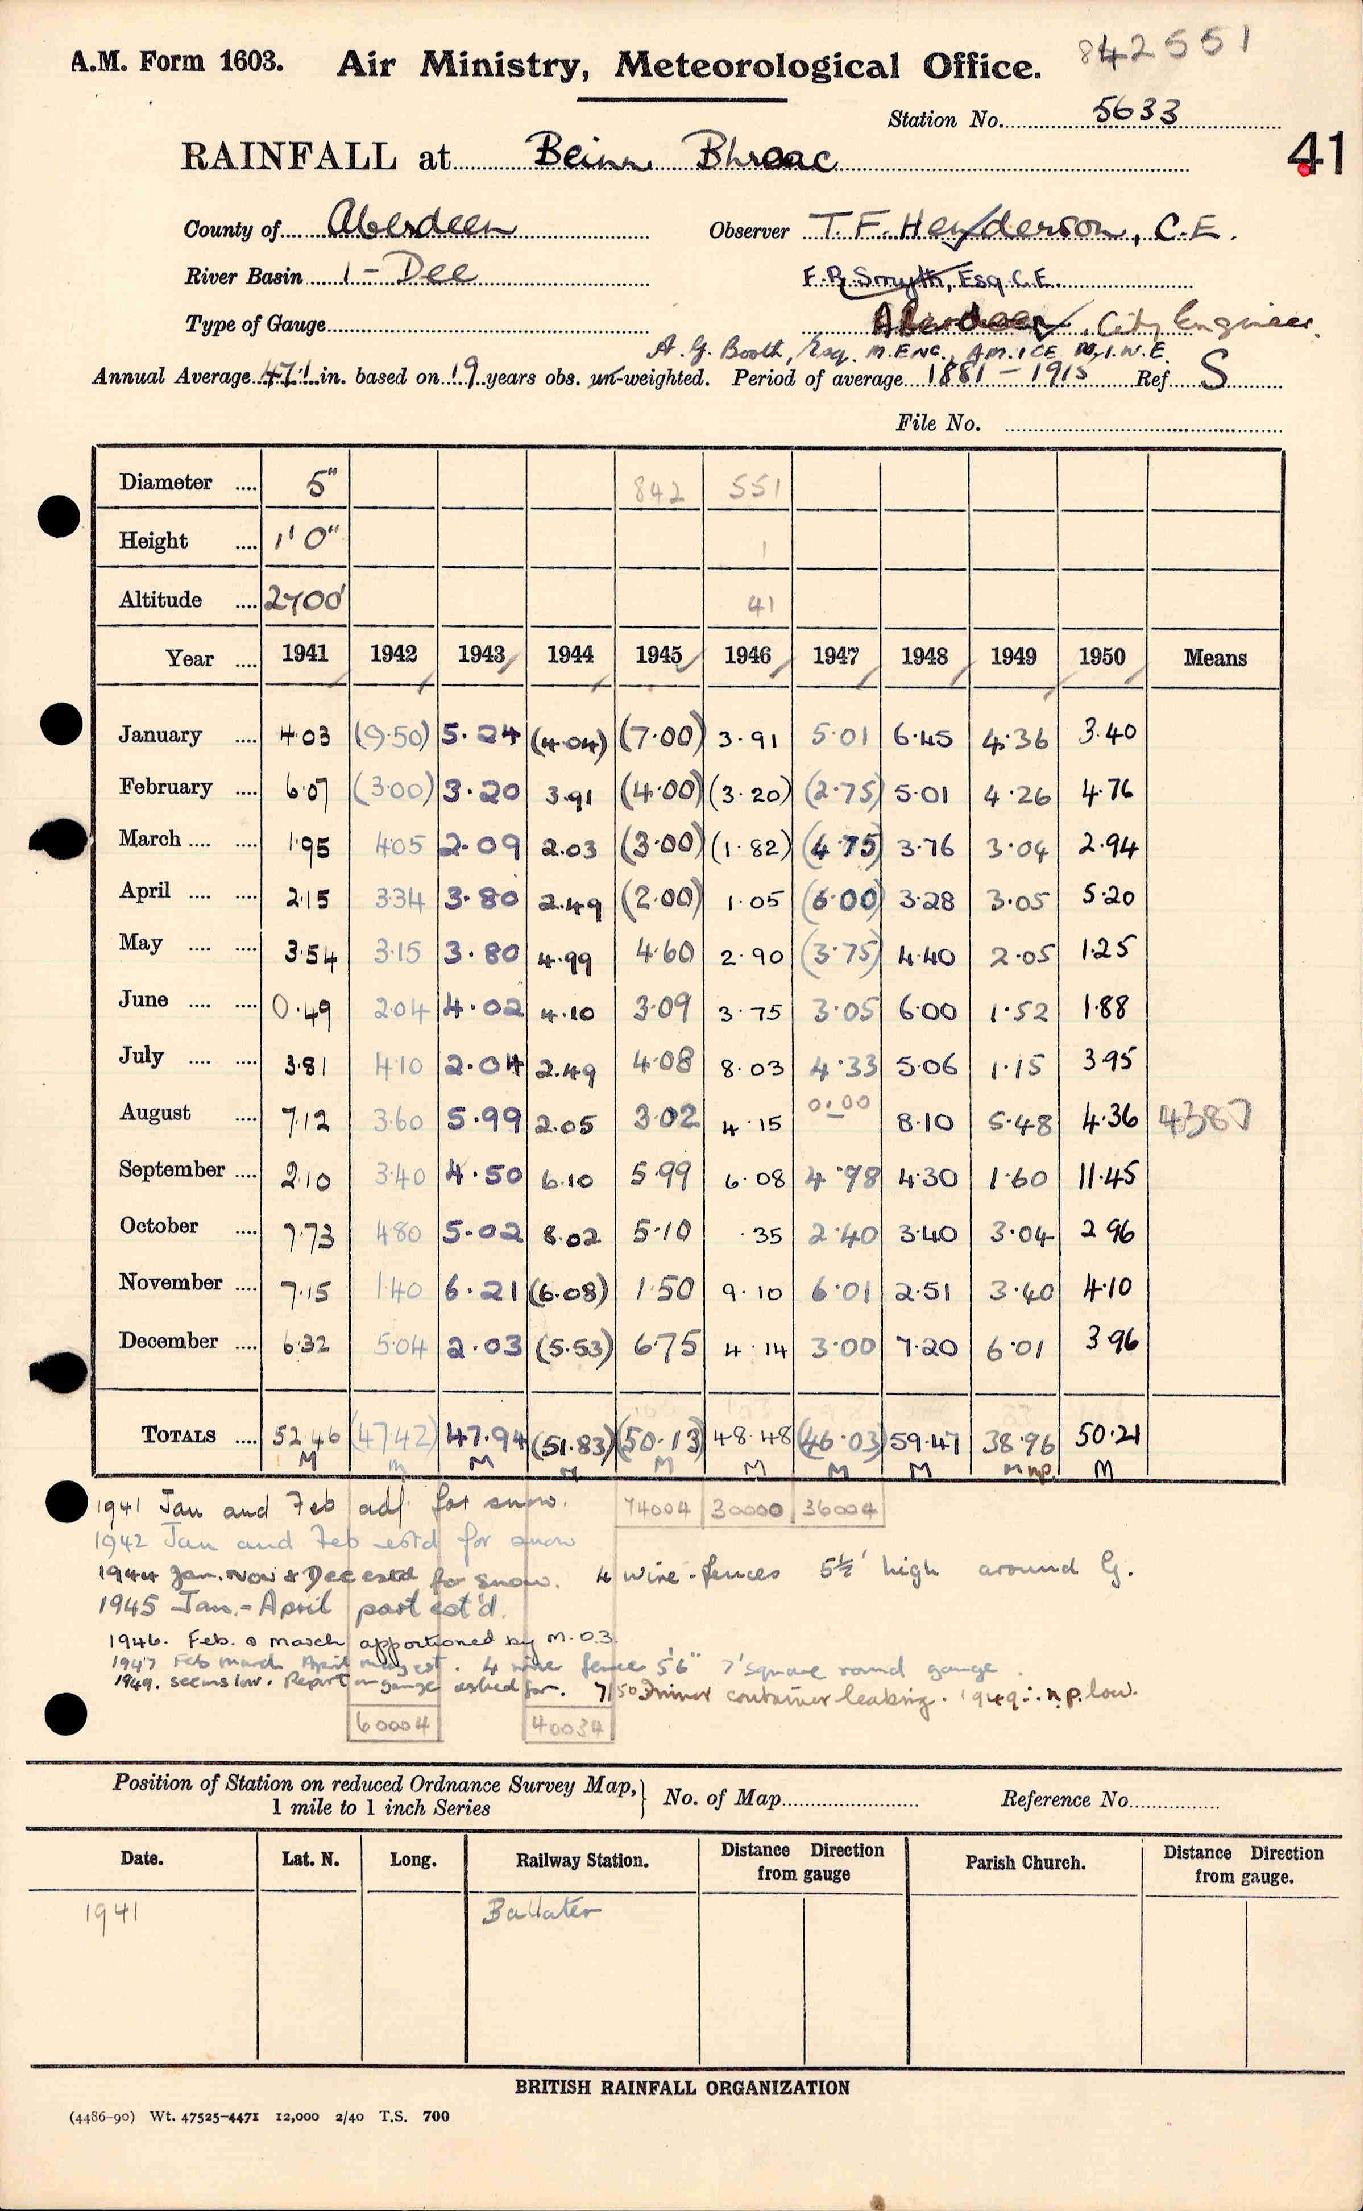 842551
A.M. Form 1603. Air Ministry, Meteorological Office.
Station No. 5633
RAINFALL at Beinn Bhreac 41
County of Aberdeen Observer T. F. Henderson, C.E.
River Basin 1 - Dee F. R. Smyth, Esq. C.E.
Type of Gauge Aberdeen, City Engineer.
A. G. Booth, Esq. M.ENG., A.M.I.C.E. M.I.W.E.
Annual Average 47.1 in. based on 19 years obs. un-weighted. Period of average 1881 - 1915 Ref S
File No.
Diameter .... 5" 842 551
Height .... 1' 0" 1
Altitude .... 2700' 41
Year .... 1941 1942 1943 1944 1945 1946 1947 1948 1949 1950 Means
January .... 4.03 (9.50) 5.24 (4.04) (7.00) 3.91 5.01 6.45 4.36 3.40
February .... 6.07 (3.00) 3.20 3.91 (4.00) (3.20) (2.75) 5.01 4.26 4.76
March .... .... 1.95 4.05 2.09 2.03 (3.00) (1.82) (4.75) 3.76 3.04 2.94
April .... .... 2.15 3.34 3.80 2.49 (2.00) 1.05 (6.00) 3.28 3.05 5.20
May .... .... 3.54 3.15 3.80 4.99 4.60 2.90 (3.75) 4.40 2.05 1.25
June .... .... 0.49 2.04 4.02 4.10 3.09 3.75 3.05 6.00 1.52 1.88
July .... .... 3.81 4.10 2.04 2.49 4.08 8.03 4.33 5.06 1.15 3.95
August .... 7.12 3.60 5.99 2.05 3.02 4.15 0.00 8.10 5.48 4.36 4387
September .... 2.10 3.40 4.50 6.10 5.99 6.08 4.98 4.30 1.60 11.45
October .... 7.73 4.80 5.02 8.02 5.10 .35 2.40 3.40 3.04 2.96
November .... 7.15 1.40 6.21 (6.08) 1.50 9.10 6.01 2.51 3.40 4.10
December .... 6.32 5.04 2.03 (5.53) 6.75 4.14 3.00 7.20 6.01 3.96
TOTALS .... 52.46 (47.42) 47.94 (51.83) (50.13) 48.48 (46.03) 59.47 38.96 50.21
M M M M M M M M M n.p. M
1941 Jan and Feb adj. for snow. 74004 30000 36004
1942 Jan and Feb est'd for snow
1944 Jan. Nov & Dec est'd for snow. 4 wire-fences 5½' high around G.
1945 Jan. - April part est'd.
1946. Feb. & March apportioned by M.O.3.
1947 Feb March April May est. 4 wire fence 5'6" 7' square round gauge.
1949. seems low. Report on gauge asked for. 7/50 Inner container leaking. 1949 ∴ n.p. low.
60004 40034
Position of Station on reduced Ordnance Survey Map, } No. of Map Reference No.
1 mile to 1 inch Series
Date. Lat. N. Long. Railway Station. Distance Direction from gauge Parish Church. Distance Direction from gauge.
1941 Ballater
BRITISH RAINFALL ORGANIZATION
(4486-90) Wt. 47525-4471 12,000 2/40 T.S. 700